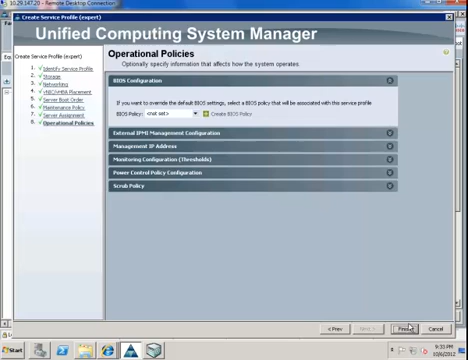 10.29.147.20 - Remote Desktop Connection
Create Service Profile (expert)
Unified Computing System Manager
Create Service Profile (expert)
1. √ Identify Service Profile
2. √ Storage
3. √ Networking
4. √ vNIC/vHBA Placement
5. √ Server Boot Order
6. √ Maintenance Policy
7. √ Server Assignment
8. √ Operational Policies
Operational Policies
Optionally specify information that affects how the system operates
BIOS Configuration
If you want to override the default BIOS settings, select a BIOS policy that will be associated with this service profile
BIOS Policy: <not set> Create BIOS Policy
External IPMI Management Configuration
Management IP Address
Monitoring Configuration (Thresholds)
Power Control Policy Configuration
Scrub Policy
< Prev Next > Finish Cancel
Start
9:33 PM